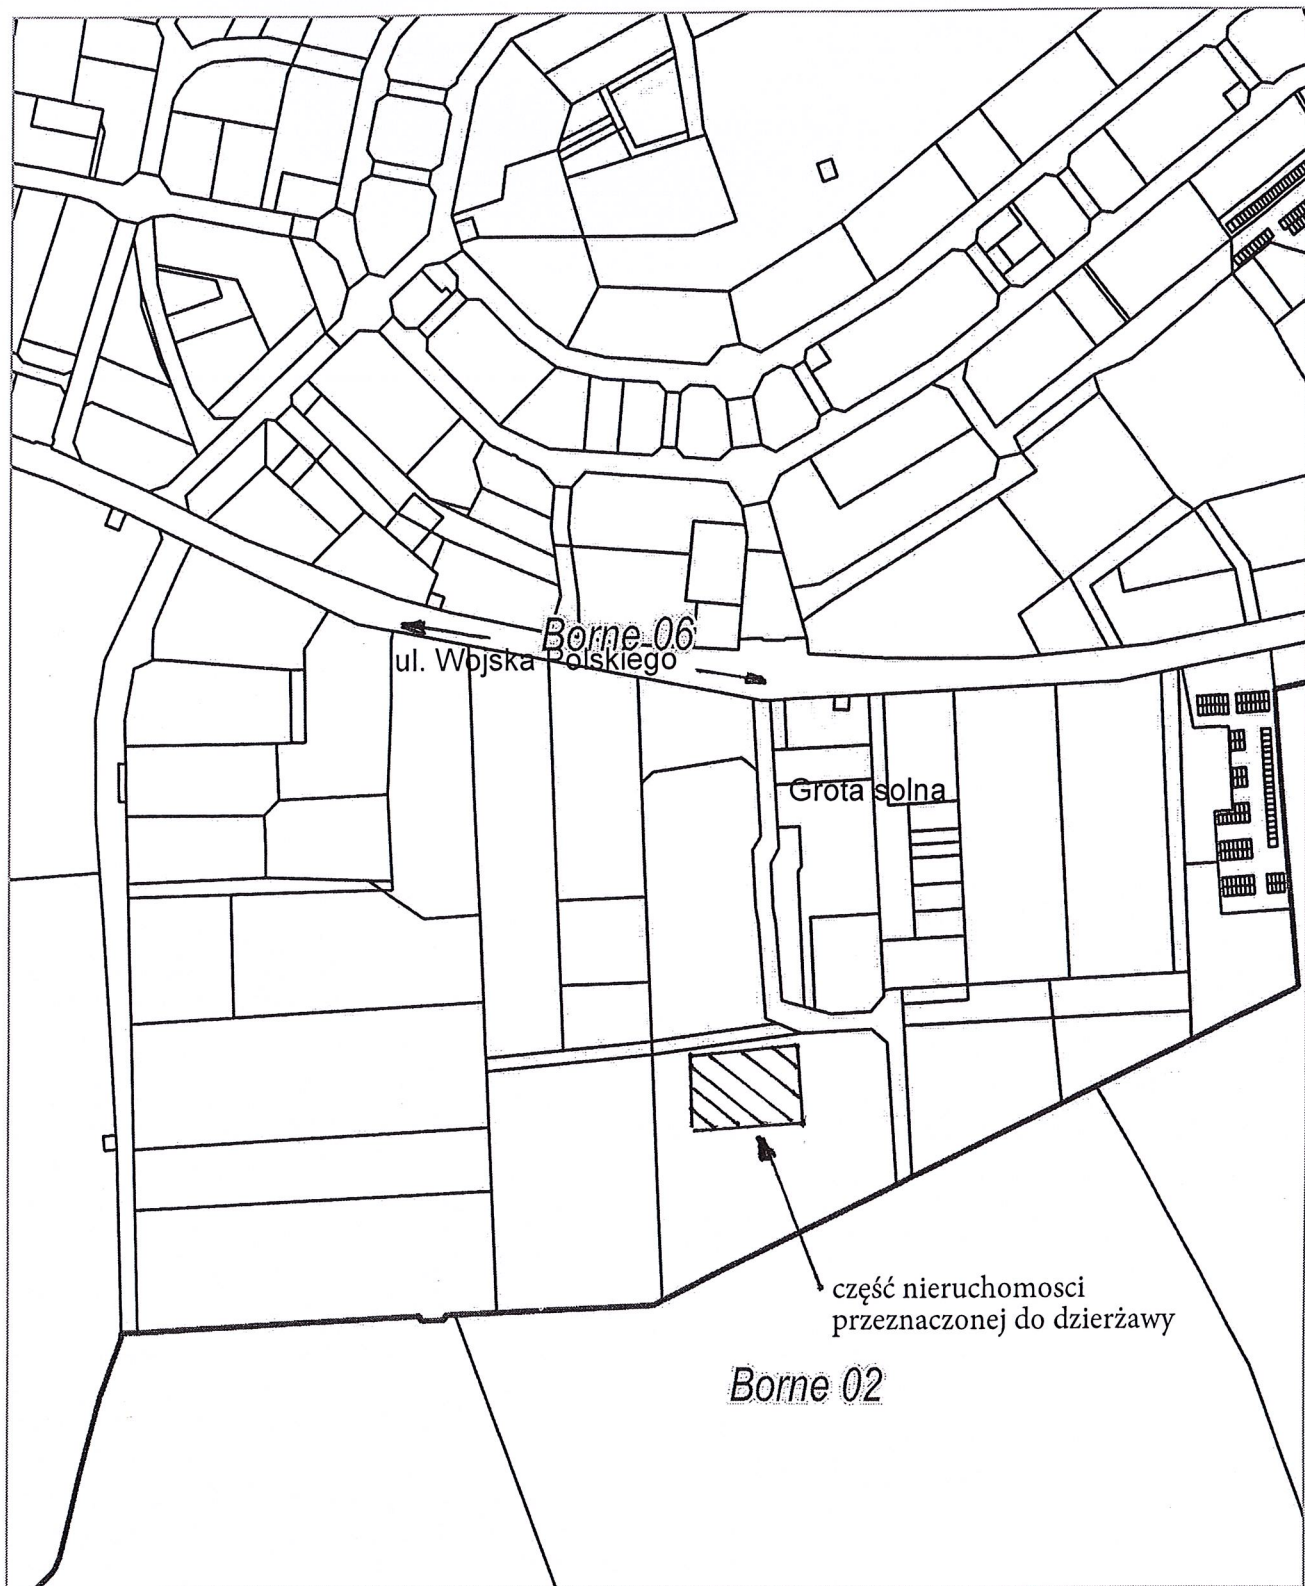 Borne 06
ul. Wojska Polskiego
Grota solna
część nieruchomosci
przeznaczonej do dzierżawy
Borne 02